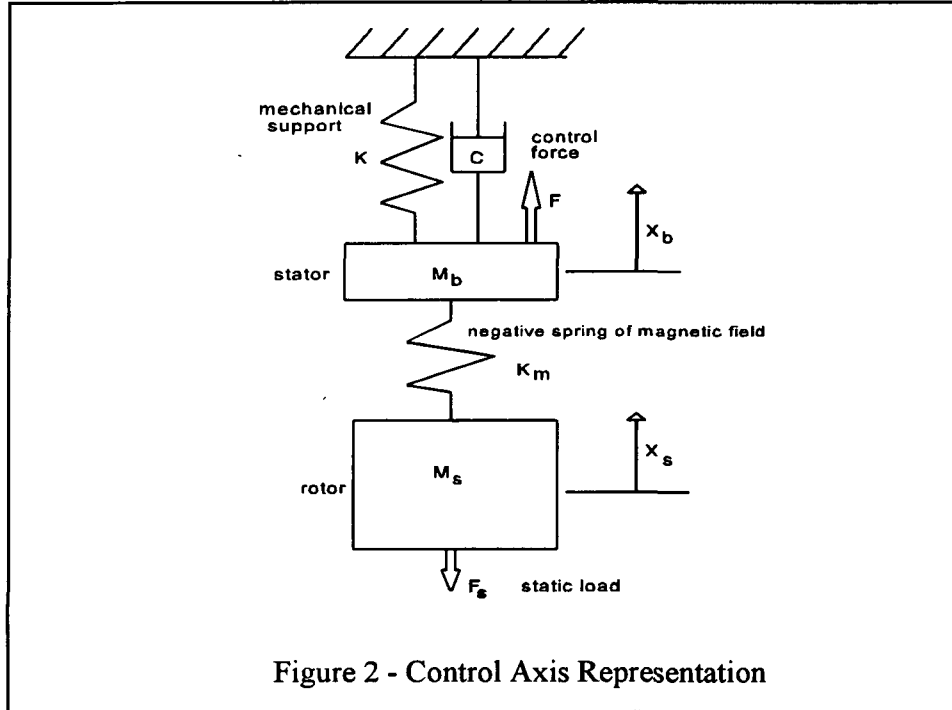 mechanical
support
K
C
control
force
F
X_b
stator
M_b
negative spring of magnetic field
K_m
X_s
M_s
rotor
F_s static load
Figure 2 - Control Axis Representation